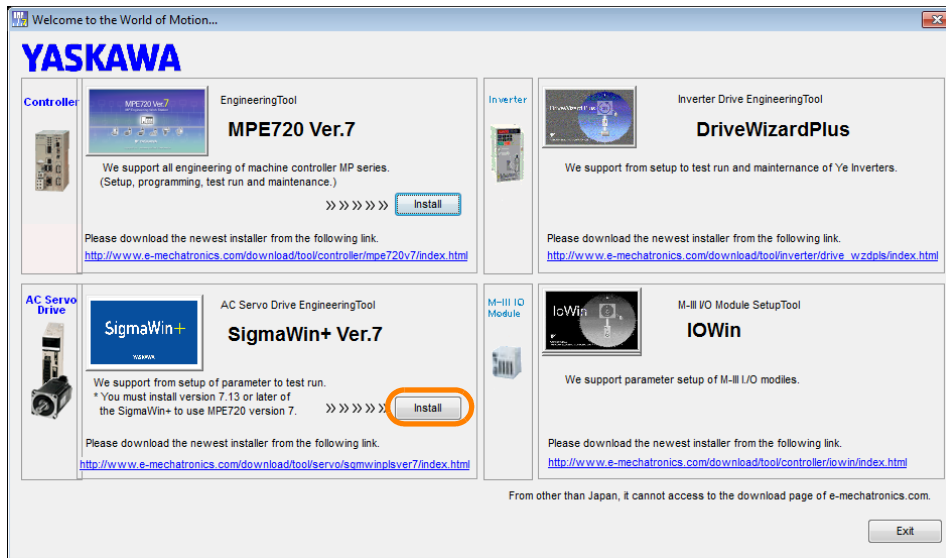 Welcome to the World of Motion...
YASKAWA
Controller
MPE720 Ver.7
EngineeringTool
MPE720 Ver.7
We support all engineering of machine controller MP series.
(Setup, programming, test run and maintenance.)
»»»»» Install
Please download the newest installer from the following link.
http://www.e-mechatronics.com/download/tool/controller/mpe720v7/index.html
Inverter
DriveWizard Plus
Inverter Drive EngineeringTool
DriveWizardPlus
We support from setup to test run and mainternance of Ye Inverters.
Please download the newest installer from the following link.
http://www.e-mechatronics.com/download/tool/inverter/drive_wzdpls/index.html
AC Servo
Drive
SigmaWin+
YASKAWA
AC Servo Drive EngineeringTool
SigmaWin+ Ver.7
We support from setup of parameter to test run.
* You must install version 7.13 or later of
the SigmaWin+ to use MPE720 version 7.
»»»»» Install
Please download the newest installer from the following link.
http://www.e-mechatronics.com/download/tool/servo/sgmwinplsver7/index.html
M-III IO
Module
IoWin
M-III I/O Module SetupTool
IOWin
We support parameter setup of M-III I./O modiles.
Please download the newest installer from the following link.
http://www.e-mechatronics.com/download/tool/controller/iowin/index.html
From other than Japan, it cannot access to the download page of e-mechatronics.com.
Exit